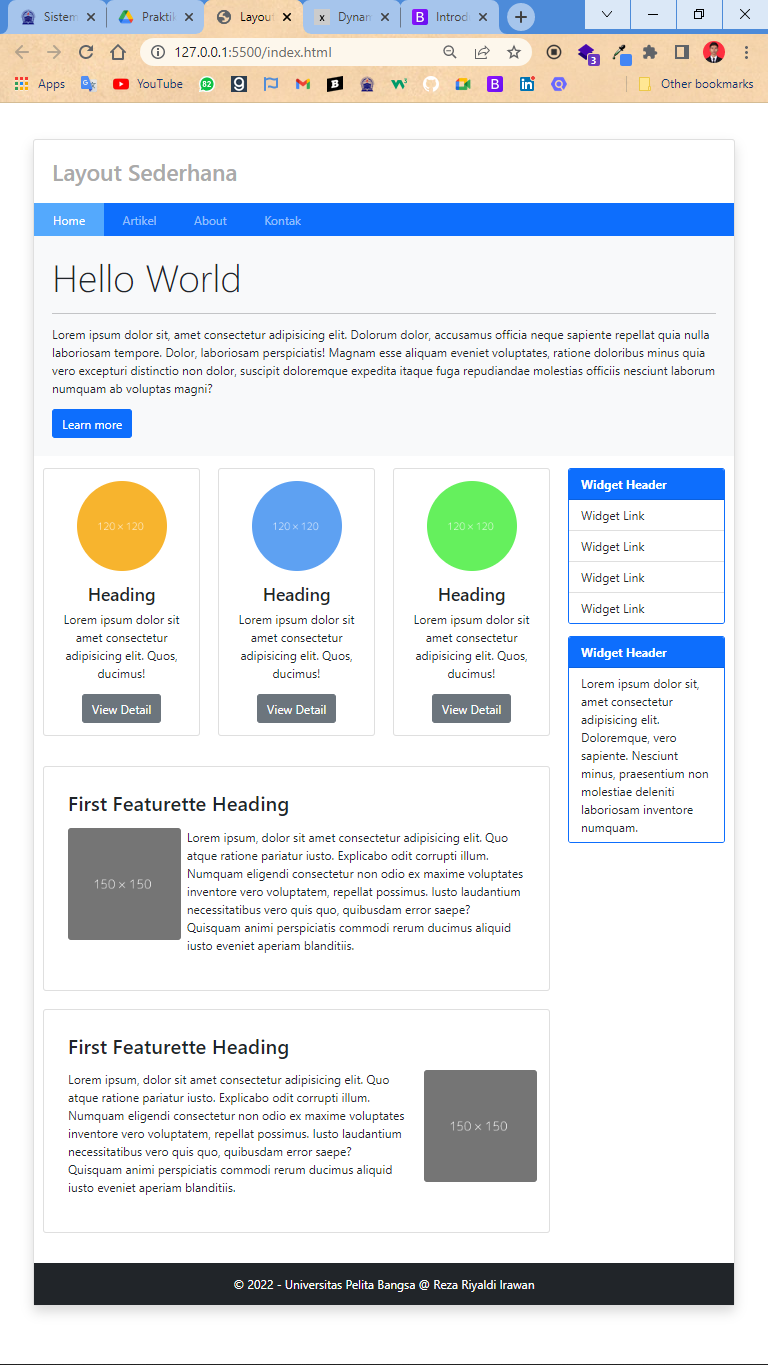 Sistem
Praktik
Layou
Dynam
Introd
127.0.0.1:5500/index.html
3
Apps
YouTube
82
Other bookmarks
Layout Sederhana
Home
Artikel
About
Kontak
Hello World
Lorem ipsum dolor sit, amet consectetur adipisicing elit. Dolorum dolor, accusamus officia neque sapiente repellat quia nulla
laboriosam tempore. Dolor, laboriosam perspiciatis! Magnam esse aliquam eveniet voluptates, ratione doloribus minus quia
vero excepturi distinctio non dolor, suscipit doloremque expedita itaque fuga repudiandae molestias officiis nesciunt laborum
numquam ab voluptas magni?
Learn more
120 × 120
Heading
Lorem ipsum dolor sit
amet consectetur
adipisicing elit. Quos,
ducimus!
View Detail
120 × 120
Heading
Lorem ipsum dolor sit
amet consectetur
adipisicing elit. Quos,
ducimus!
View Detail
120 × 120
Heading
Lorem ipsum dolor sit
amet consectetur
adipisicing elit. Quos,
ducimus!
View Detail
Widget Header
Widget Link
Widget Link
Widget Link
Widget Link
Widget Header
Lorem ipsum dolor sit,
amet consectetur
adipisicing elit.
Doloremque, vero
sapiente. Nesciunt
minus, praesentium non
molestiae deleniti
laboriosam inventore
numquam.
First Featurette Heading
150 × 150
Lorem ipsum, dolor sit amet consectetur adipisicing elit. Quo
atque ratione pariatur iusto. Explicabo odit corrupti illum.
Numquam eligendi consectetur non odio ex maxime voluptates
inventore vero voluptatem, repellat possimus. Iusto laudantium
necessitatibus vero quis quo, quibusdam error saepe?
Quisquam animi perspiciatis commodi rerum ducimus aliquid
iusto eveniet aperiam blanditiis.
First Featurette Heading
Lorem ipsum, dolor sit amet consectetur adipisicing elit. Quo
atque ratione pariatur iusto. Explicabo odit corrupti illum.
Numquam eligendi consectetur non odio ex maxime voluptates
inventore vero voluptatem, repellat possimus. Iusto laudantium
necessitatibus vero quis quo, quibusdam error saepe?
Quisquam animi perspiciatis commodi rerum ducimus aliquid
iusto eveniet aperiam blanditiis.
150 × 150
© 2022 - Universitas Pelita Bangsa @ Reza Riyaldi Irawan